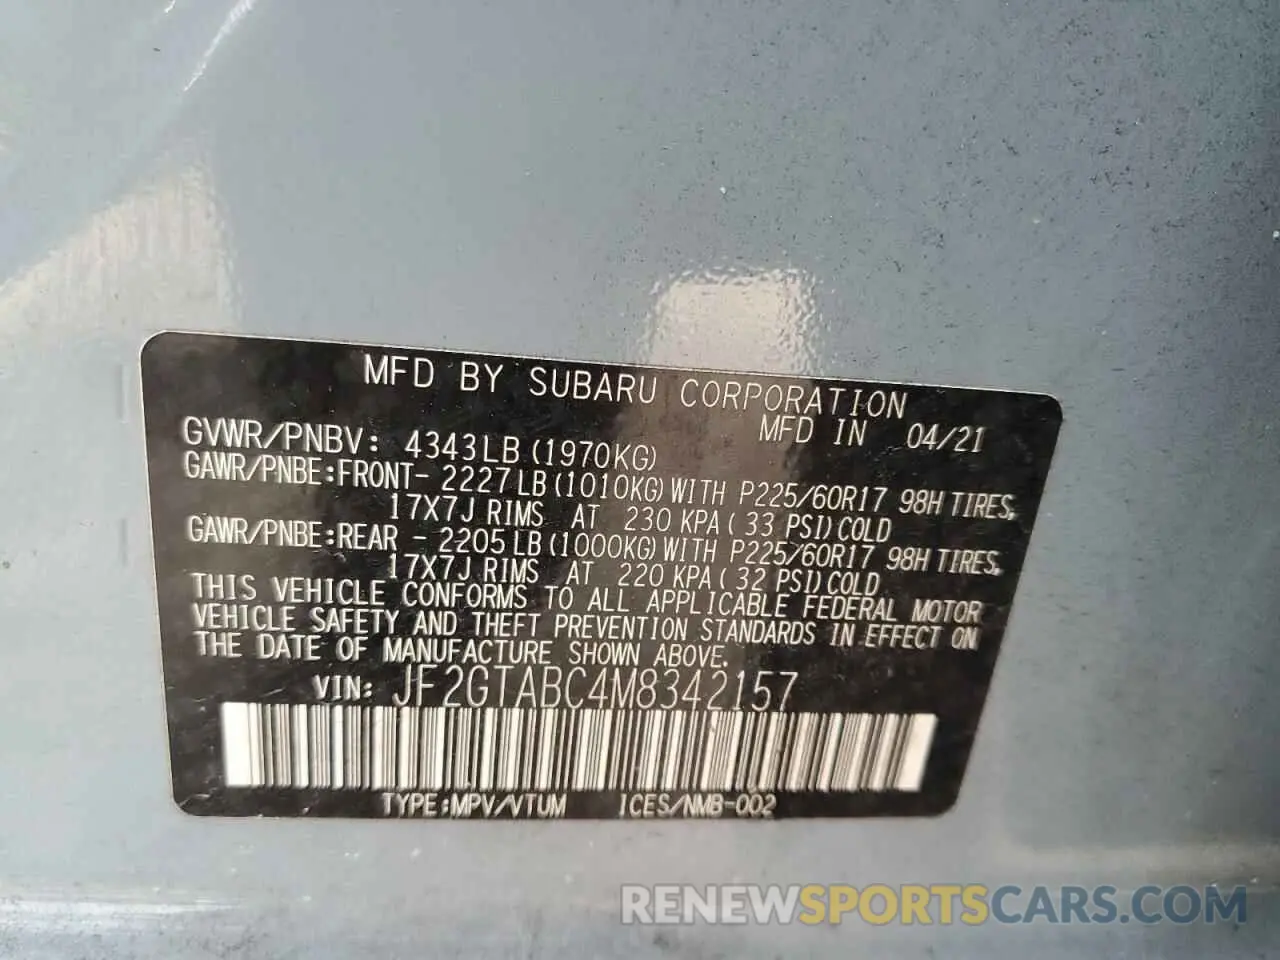 MFD BY SUBARU CORPORATION
MFD IN 04/21
GVWR/PNBV: 4343LB(1970KG)
GAWR/PNBE:FRONT- 2227LB(1010KG)WITH P225/60R17 98H TIRES,
17X7J RIMS AT 230 KPA( 33 PSI)COLD
GAWR/PNBE:REAR - 2205LB(1000KG)WITH P225/60R17 98H TIRES,
17X7J RIMS AT 220 KPA( 32 PSI)COLD
THIS VEHICLE CONFORMS TO ALL APPLICABLE FEDERAL MOTOR
VEHICLE SAFETY AND THEFT PREVENTION STANDARDS IN EFFECT ON
THE DATE OF MANUFACTURE SHOWN ABOVE.
VIN: JF2GTABC4M8342157
TYPE:MPV/VTUM ICES/NMB-002
RENEWSPORTSCARS.COM